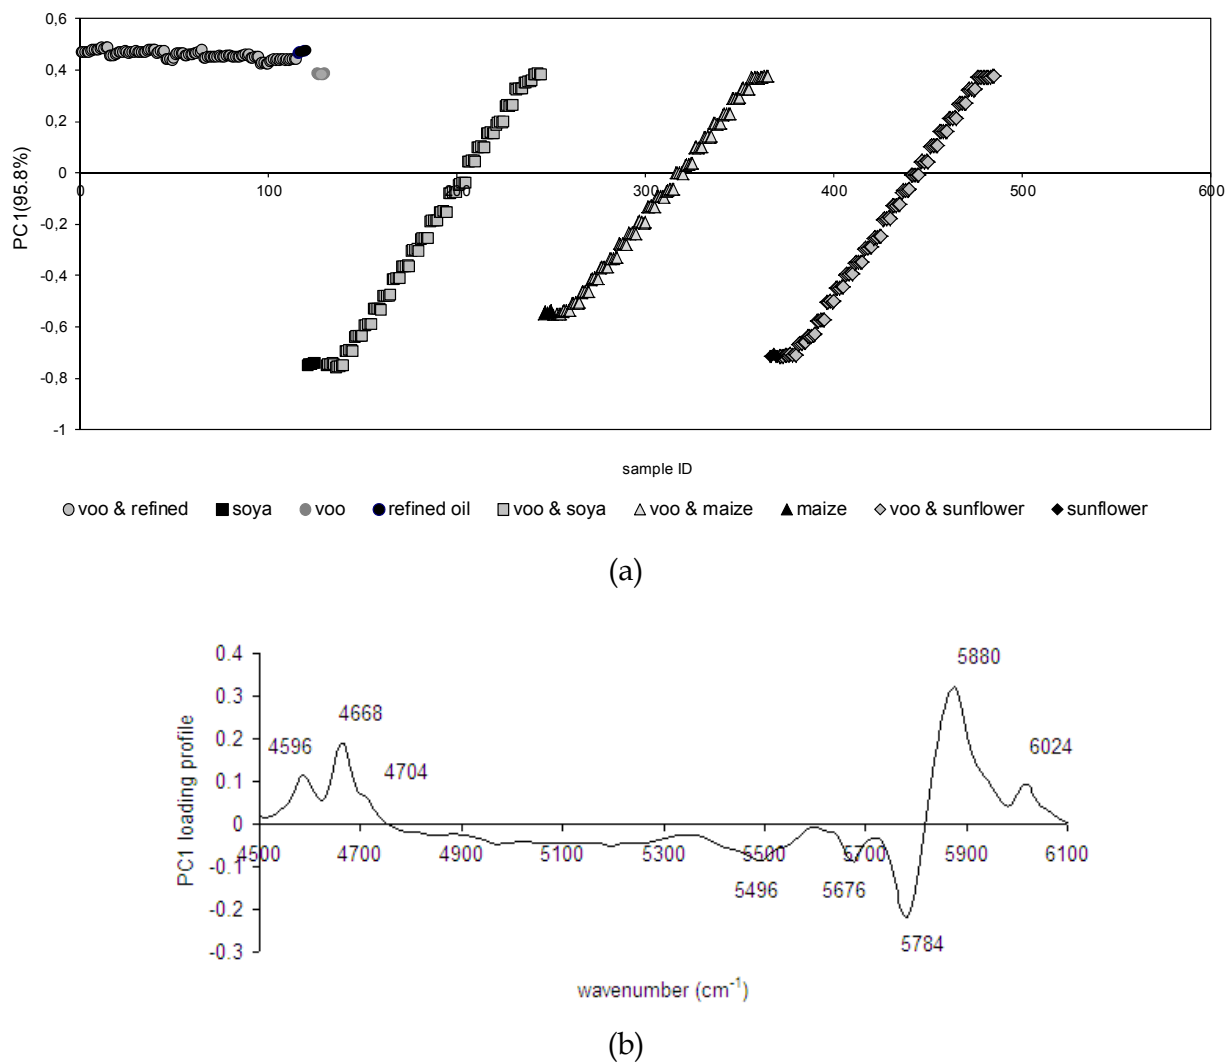 0,6
0,4
0,2
0
-0,2
-0,4
-0,6
-0,8
-1
PC1(95.8%)
0 100 200 300 400 500 600
sample ID
voo & refined soya voo refined oil voo & soya voo & maize maize voo & sunflower sunflower
(a)
0.4
0.3
0.2
0.1
0
-0.1
-0.2
-0.3
PC1 loading profile
4596
4668
4704
5880
6024
4500 4700 4900 5100 5300 5500 5700 5900 6100
5496
5676
5784
wavenumber (cm-1)
(b)